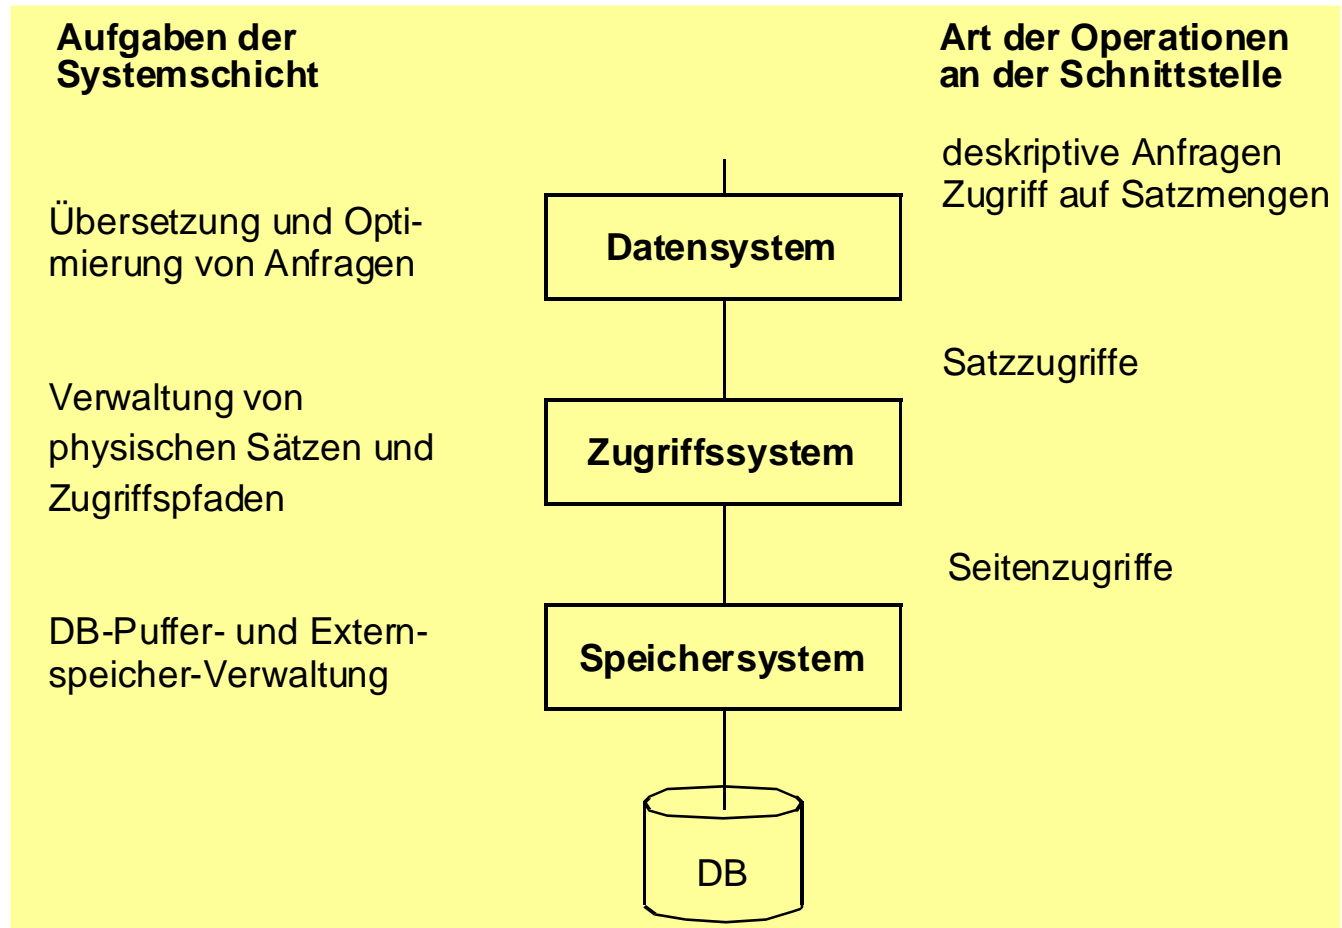 Aufgaben der
Systemschicht
Art der Operationen
an der Schnittstelle
deskriptive Anfragen
Zugriff auf Satzmengen
Übersetzung und Opti-
mierung von Anfragen
Datensystem
Satzzugriffe
Verwaltung von
physischen Sätzen und
Zugriffspfaden
Zugriffssystem
Seitenzugriffe
DB-Puffer- und Extern-
speicher-Verwaltung
Speichersystem
DB